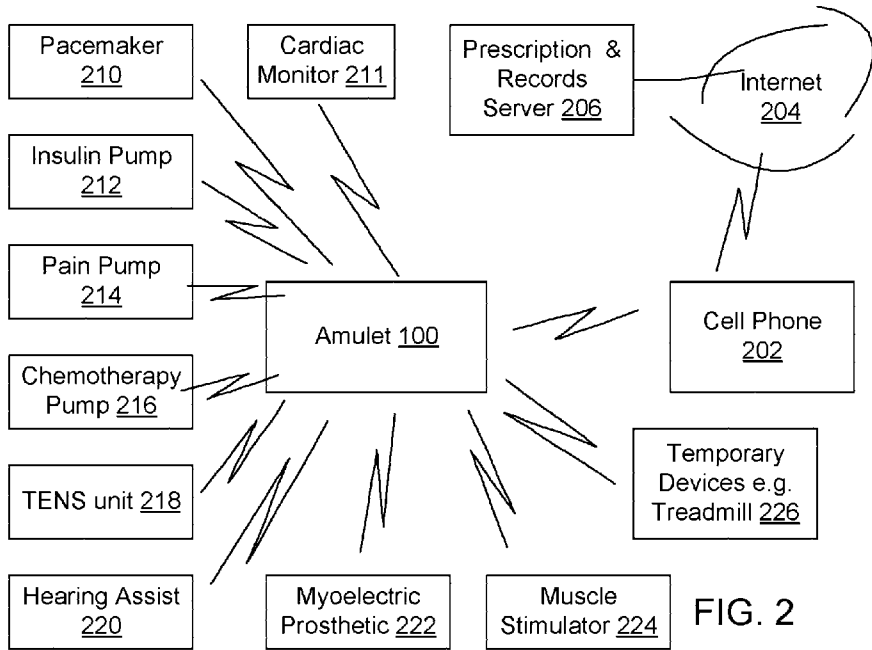 Pacemaker
210
Cardiac
Monitor 211
Prescription &
Records
Server 206
Internet
204
Insulin Pump
212
Pain Pump
214
Amulet 100
Cell Phone
202
Chemotherapy
Pump 216
TENS unit 218
Temporary
Devices e.g.
Treadmill 226
Hearing Assist
220
Myoelectric
Prosthetic 222
Muscle
Stimulator 224
FIG. 2